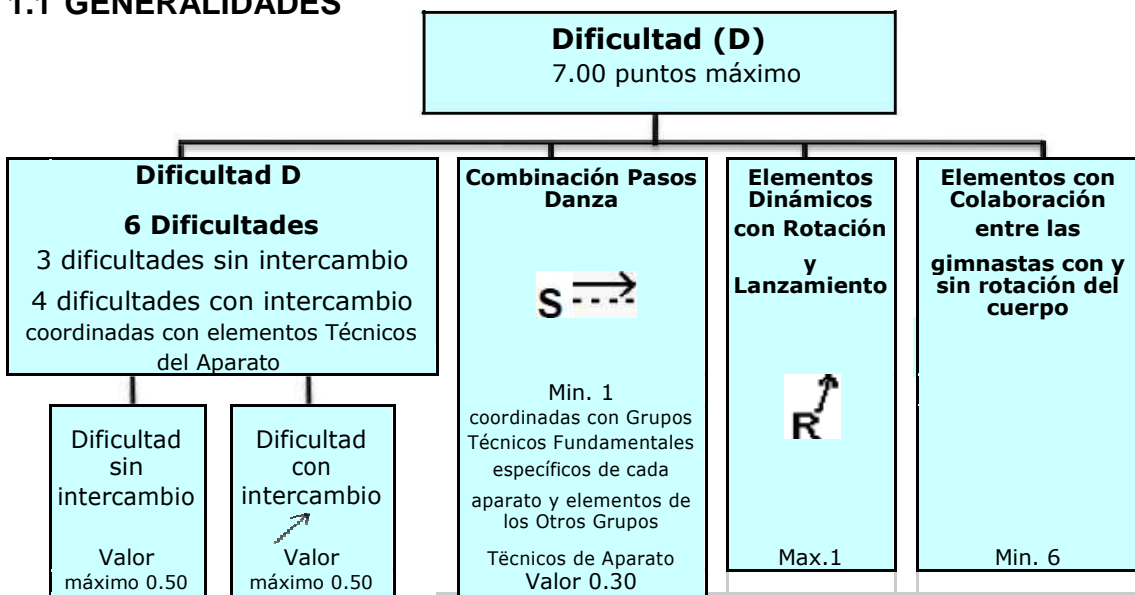 1.1 GENERALIDADES
Dificultad (D)
7.00 puntos máximo
Dificultad D
6 Dificultades
3 dificultades sin intercambio
4 dificultades con intercambio
coordinadas con elementos Técnicos
del Aparato
Dificultad
sin
intercambio
Valor
máximo 0.50
Dificultad
con
intercambio
Valor
máximo 0.50
Combinación Pasos
Danza
S
Min. 1
coordinadas con Grupos
Técnicos Fundamentales
específicos de cada
aparato y elementos de
los Otros Grupos
Tëcnicos de Aparato
Valor 0.30
Elementos
Dinámicos
con Rotación
y
Lanzamiento
R
Max.1
Elementos con
Colaboración
entre las
gimnastas con y
sin rotación del
cuerpo
Min. 6